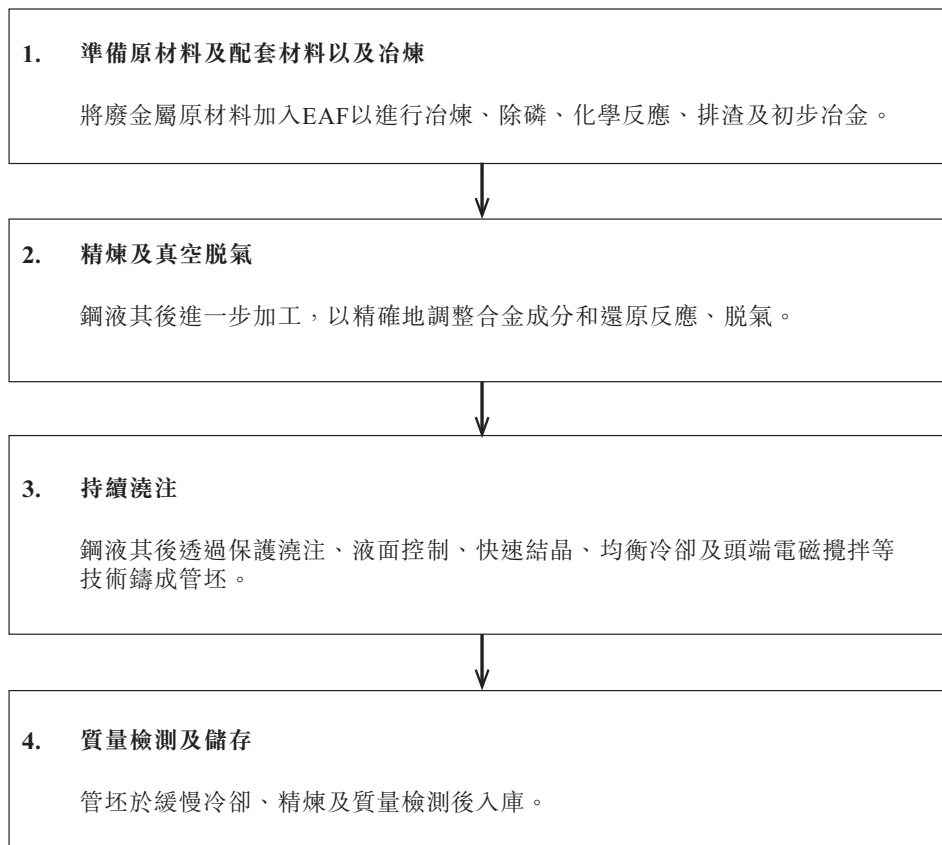 1. 準備原材料及配套材料以及冶煉
將廢金屬原材料加入EAF以進行冶煉、除磷、化學反應、排渣及初步冶金。
2. 精煉及真空脱氣
鋼液其後進一步加工，以精確地調整合金成分和還原反應、脱氣。
3. 持續澆注
鋼液其後透過保護澆注、液面控制、快速結晶、均衡冷卻及頭端電磁攪拌等
技術鑄成管坯。
4. 質量檢測及儲存
管坯於緩慢冷卻、精煉及質量檢測後入庫。